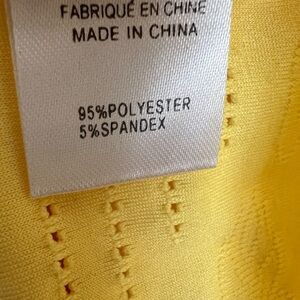 FABRIQUÉ EN CHINE
MADE IN CHINA
95%POLYESTER
5%SPANDEX